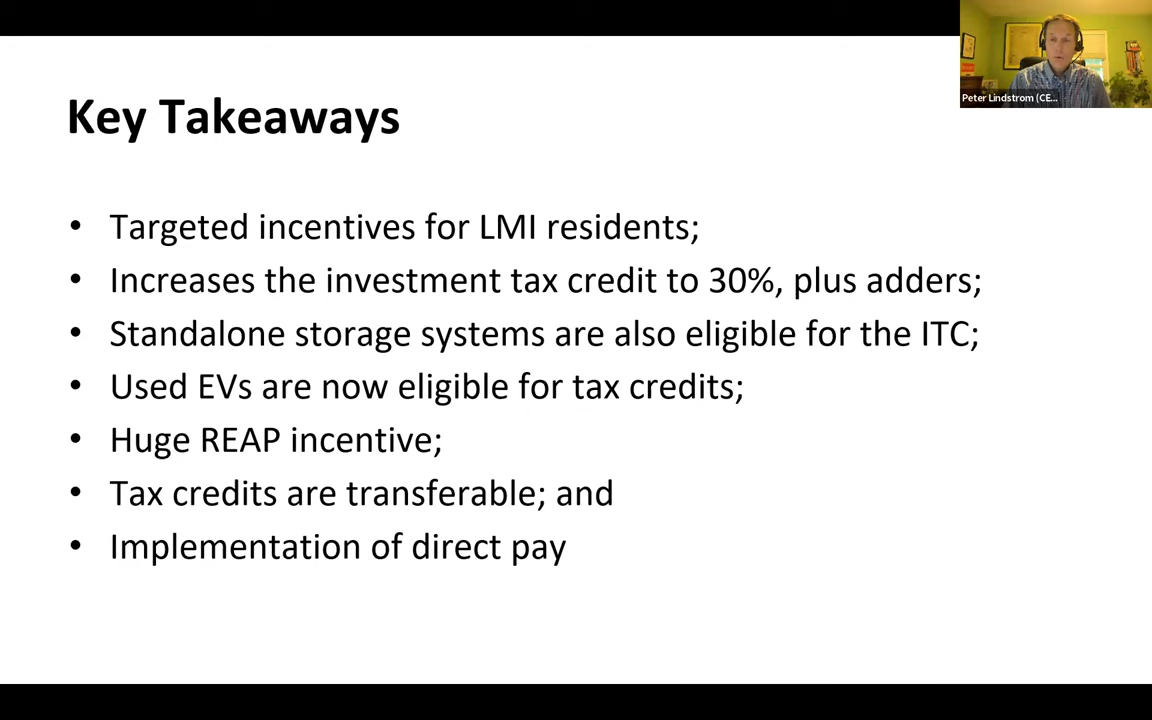 Peter Lindstrom (CE...
Key Takeaways
• Targeted incentives for LMI residents;
• Increases the investment tax credit to 30%, plus adders;
• Standalone storage systems are also eligible for the ITC;
• Used EVs are now eligible for tax credits;
• Huge REAP incentive;
• Tax credits are transferable; and
• Implementation of direct pay